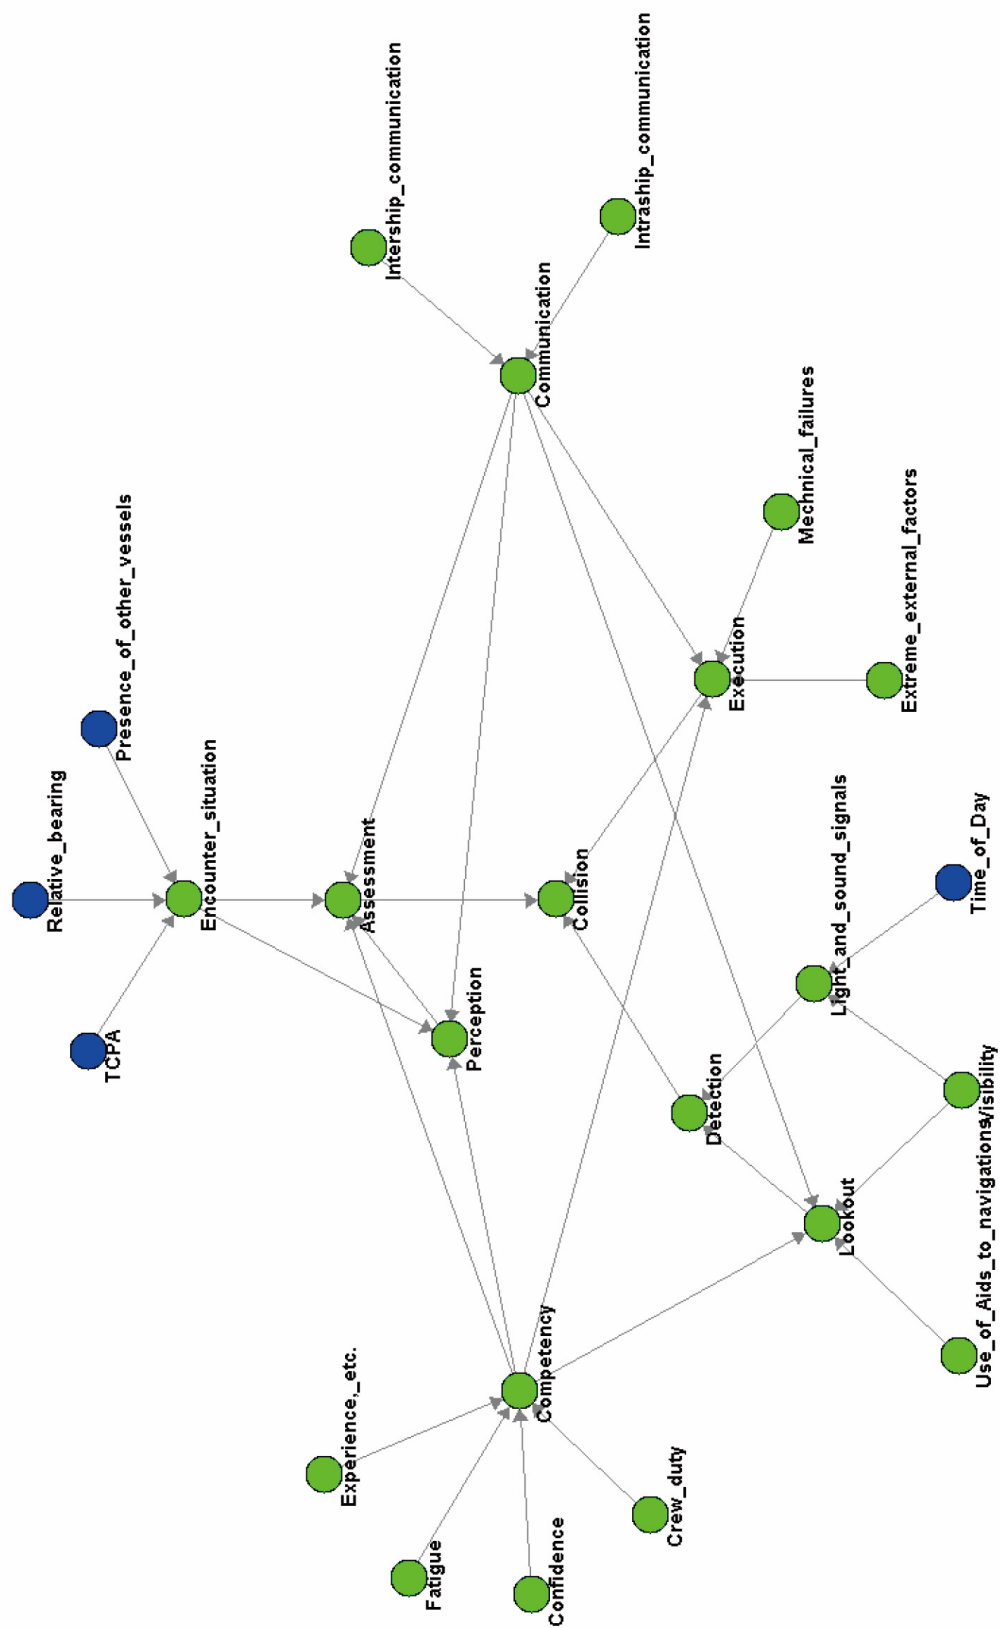 Intership_communication
Intraship_communication
Communication
Mechnical_failures
Extreme_external_factors
Presence_of_other_vessels
Execution
Relative_bearing
Encounter_situation
Assessment
Collision
Light_and_sound_signals
Time_of_Day
TCPA
Perception
Detection
Visibility
Lookout
Use_of_Aids_to_navigations
Competency
Experience,_etc.
Crew_duty
Fatigue
Confidence